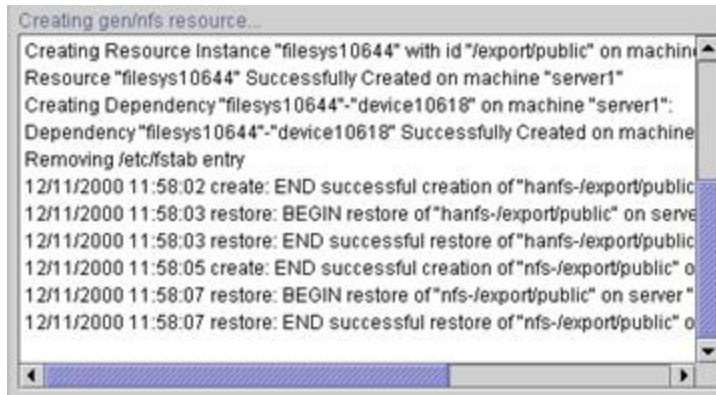 Creating gen/nfs resource...
Creating Resource Instance "filesys10644" with id "/export/public" on machin
Resource "filesys10644" Successfully Created on machine "server1"
Creating Dependency "filesys10644"-"device10618" on machine "server1":
Dependency "filesys10644"-"device10618" Successfully Created on machine
Removing /etc/fstab entry
12/11/2000 11:58:02 create: END successful creation of "hanfs-/export/public
12/11/2000 11:58:03 restore: BEGIN restore of "hanfs-/export/public" on serve
12/11/2000 11:58:03 restore: END successful restore of "hanfs-/export/public
12/11/2000 11:58:05 create: END successful creation of "nfs-/export/public" o
12/11/2000 11:58:07 restore: BEGIN restore of "nfs-/export/public" on server "
12/11/2000 11:58:07 restore: END successful restore of "nfs-/export/public" o